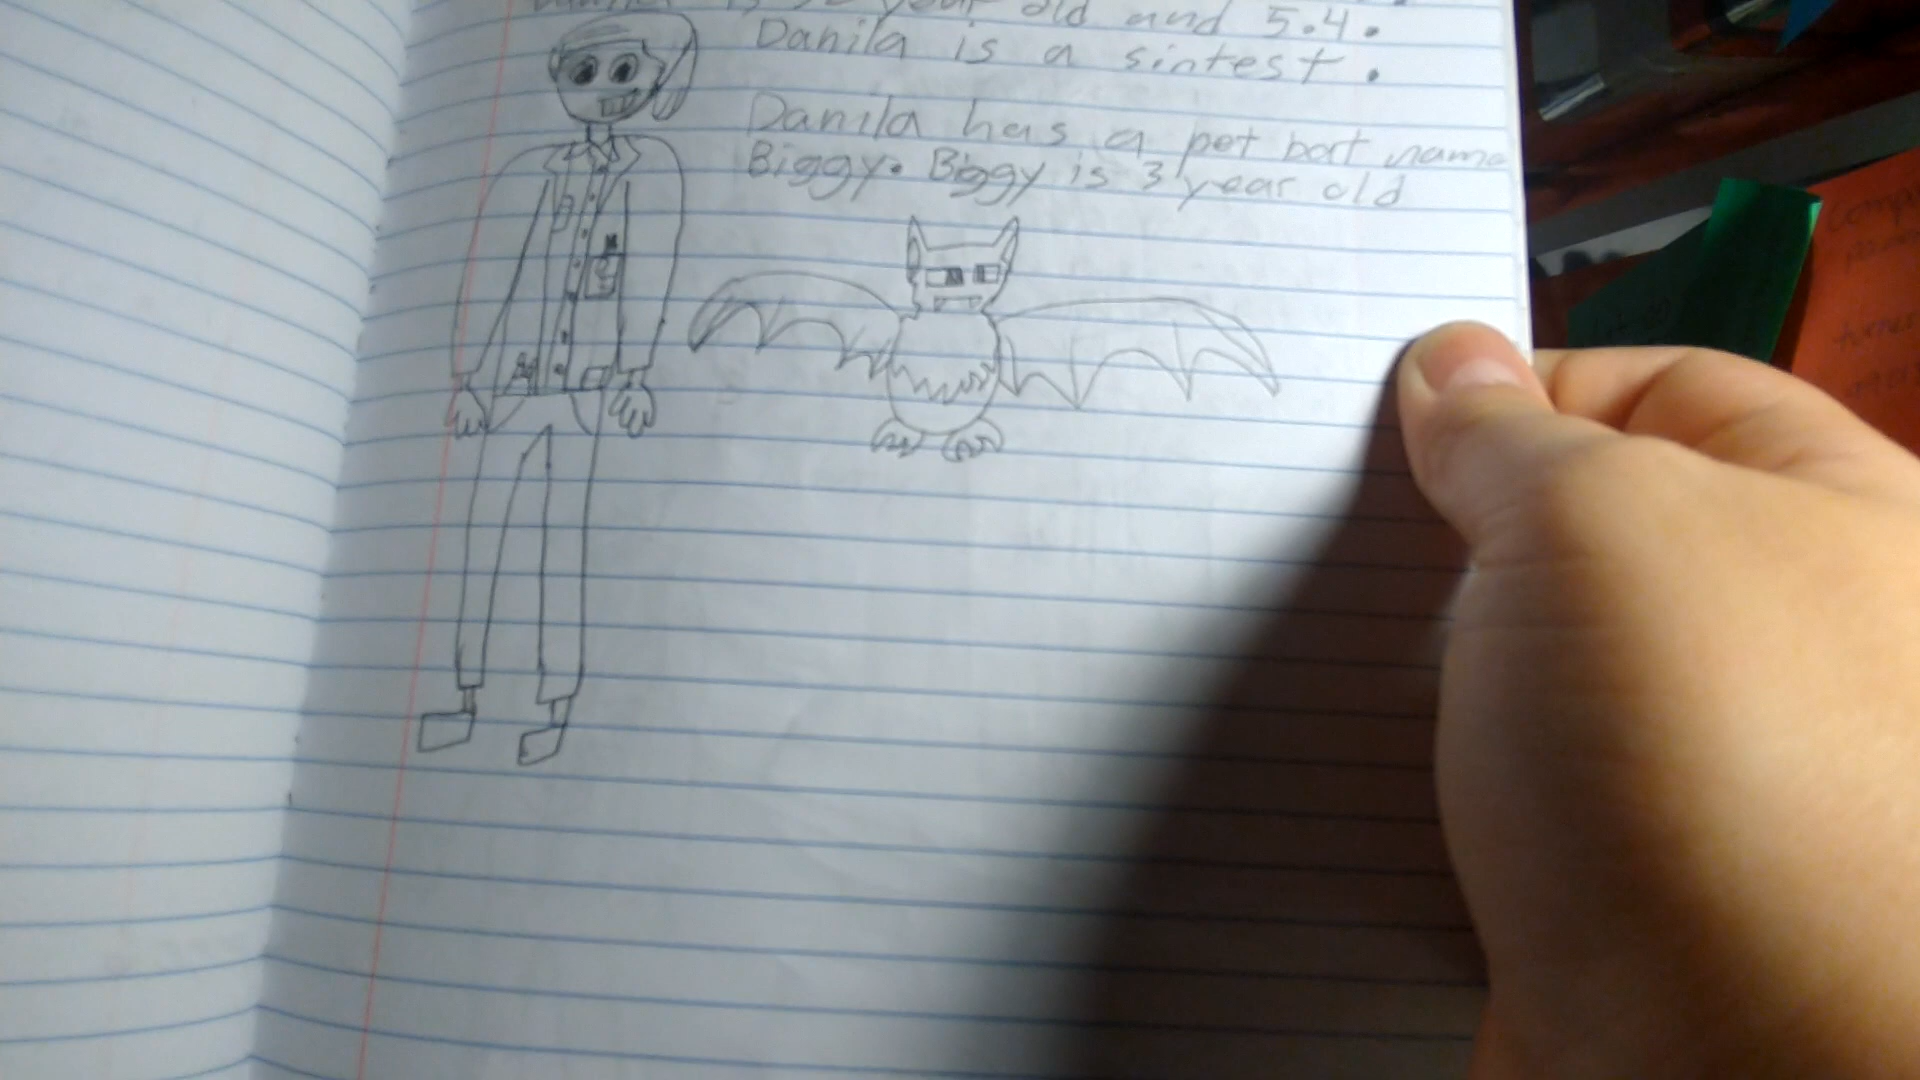 is year old and 5.4.
Danila is a sintest.
Danila has a pet bat name
Biggy. Biggy is 3 year old